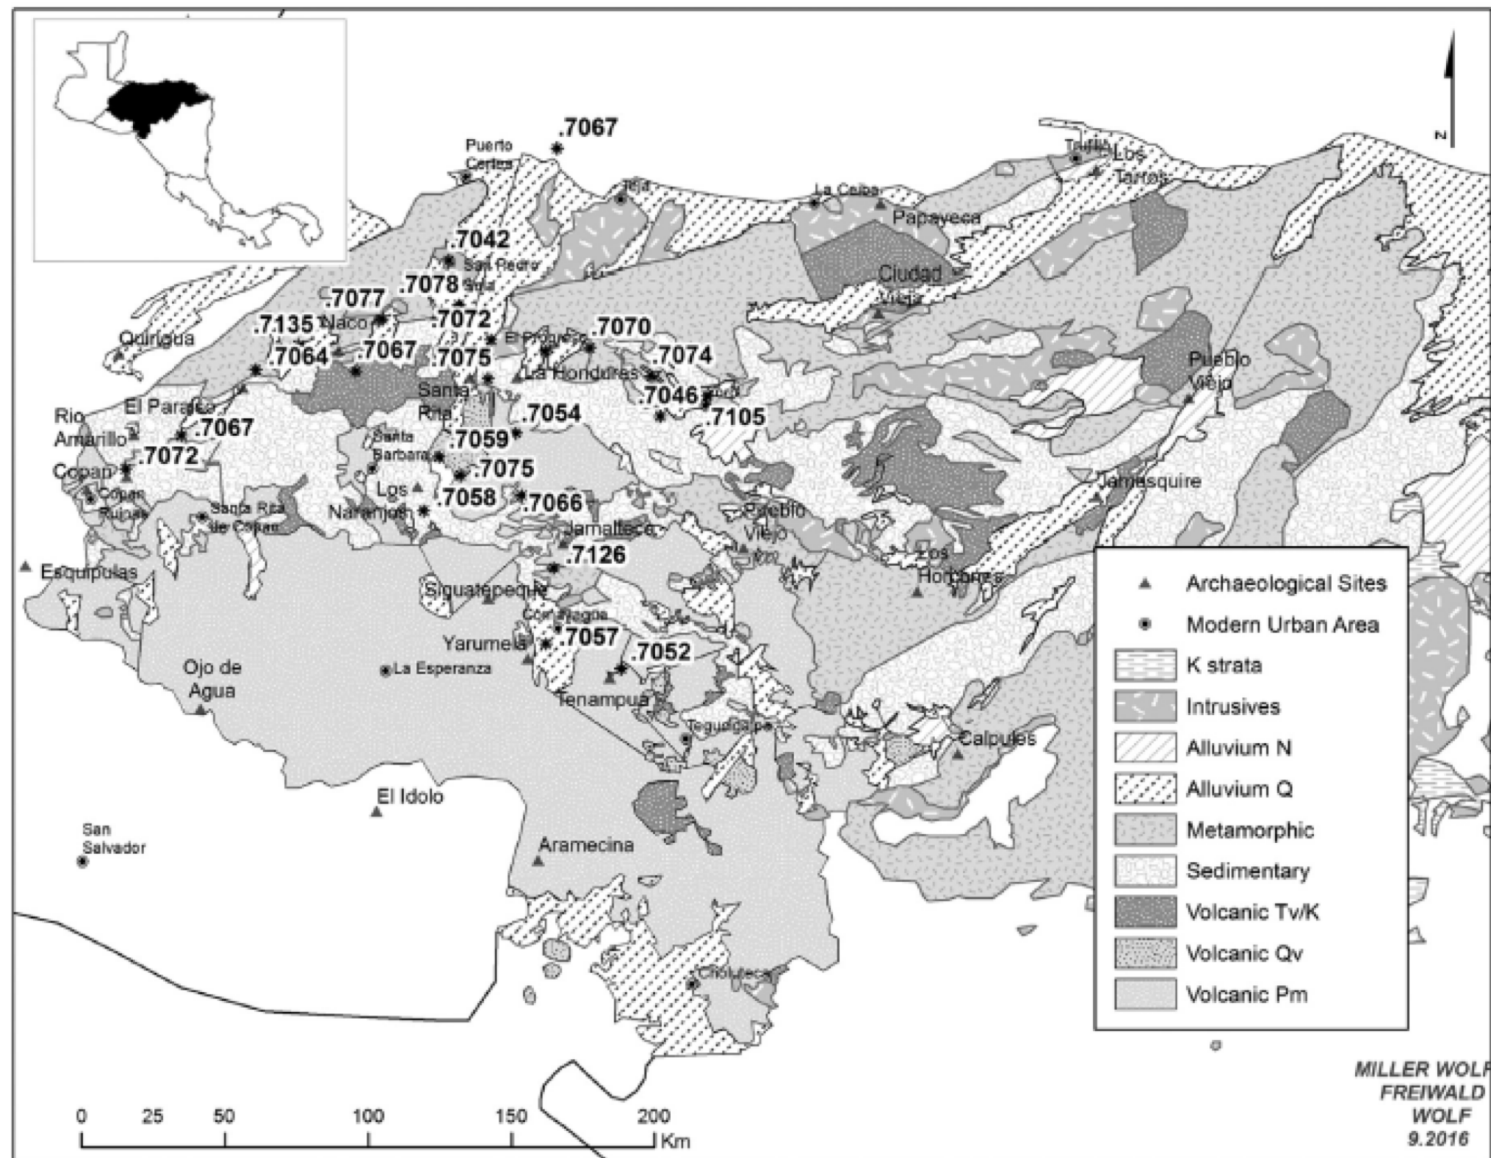 .7067
Puerto
Cortes
Tela
La Ceiba
Trujillo
Los
Tartos
Papayeca
.7042
San Pedro
Sula
.7078
.7077
Naco
.7072
El Progreso
.7070
Ciudad
Vieja
Quirigua
.7135
.7064
.7067
.7075
La Honduras
.7074
Pueblo
Viejo
Santa
Rita
.7046
.7105
El Paraiso
Rio
Amarillo
.7067
.7054
.7059
Santa
Barbara
.7072
Copan
Copan
Ruinas
.7075
Los
Naranjos
.7058
.7066
Jamasquire
Santa Rita
de Copan
Pueblo
Viejo
Jamalteca
.7126
Los
Hornones
Esquipulas
Siguatepeque
Comayagua
Yarumela
.7057
.7052
La Esperanza
Ojo de
Agua
Tenampua
Tegucigalpa
Calpules
El Idolo
San
Salvador
Aramecina
Choluteca
N
Archaeological Sites
Modern Urban Area
K strata
Intrusives
Alluvium N
Alluvium Q
Metamorphic
Sedimentary
Volcanic Tv/K
Volcanic Qv
Volcanic Pm
0 25 50 100 150 200
Km
MILLER WOLF
FREIWALD
WOLF
9.2016